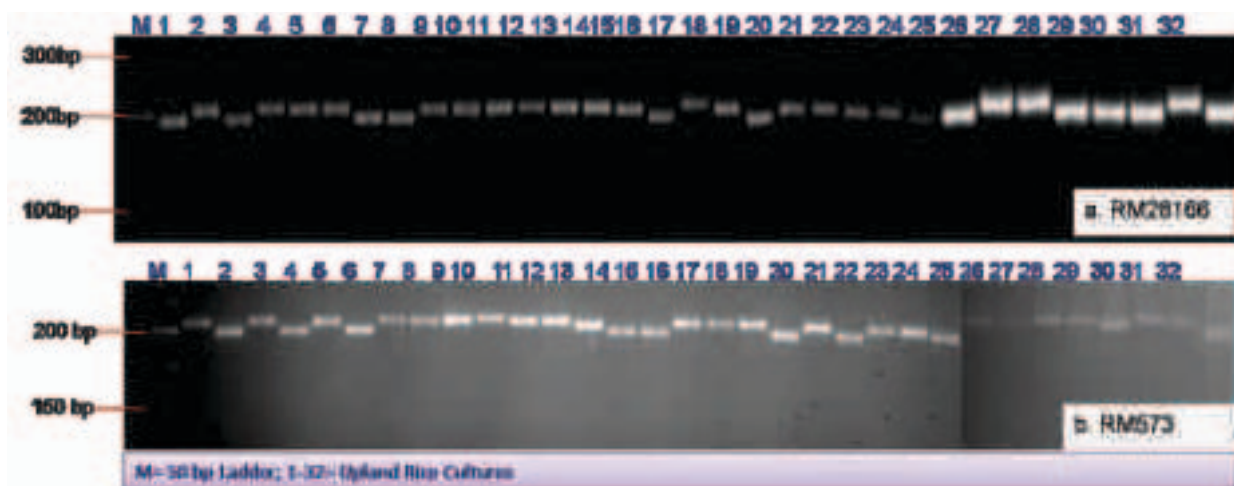 M 1 2 3 4 5 6 7 8 9 10 11 12 13 14 15 16 17 18 19 20 21 22 23 24 25 26 27 28 29 30 31 32
300bp
200bp
100bp
a. RM28166
M 1 2 3 4 5 6 7 8 9 10 11 12 13 14 15 16 17 18 19 20 21 22 23 24 25 26 27 28 29 30 31 32
200 bp
150 bp
b. RM573
M= 50 bp Ladder; 1-32= Upland Rice Cultures